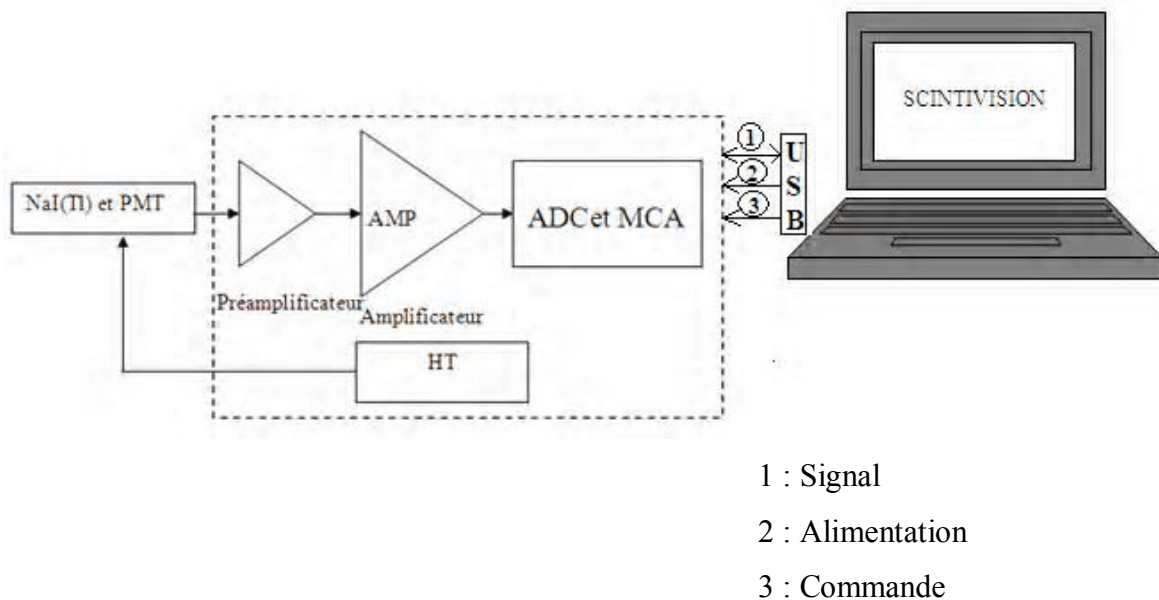 SCINTIVISION
1
U
2
S
3
B
NaI(Tl) et PMT
AMP
ADCet MCA
Préamplificateur
Amplificateur
HT
1 : Signal
2 : Alimentation
3 : Commande